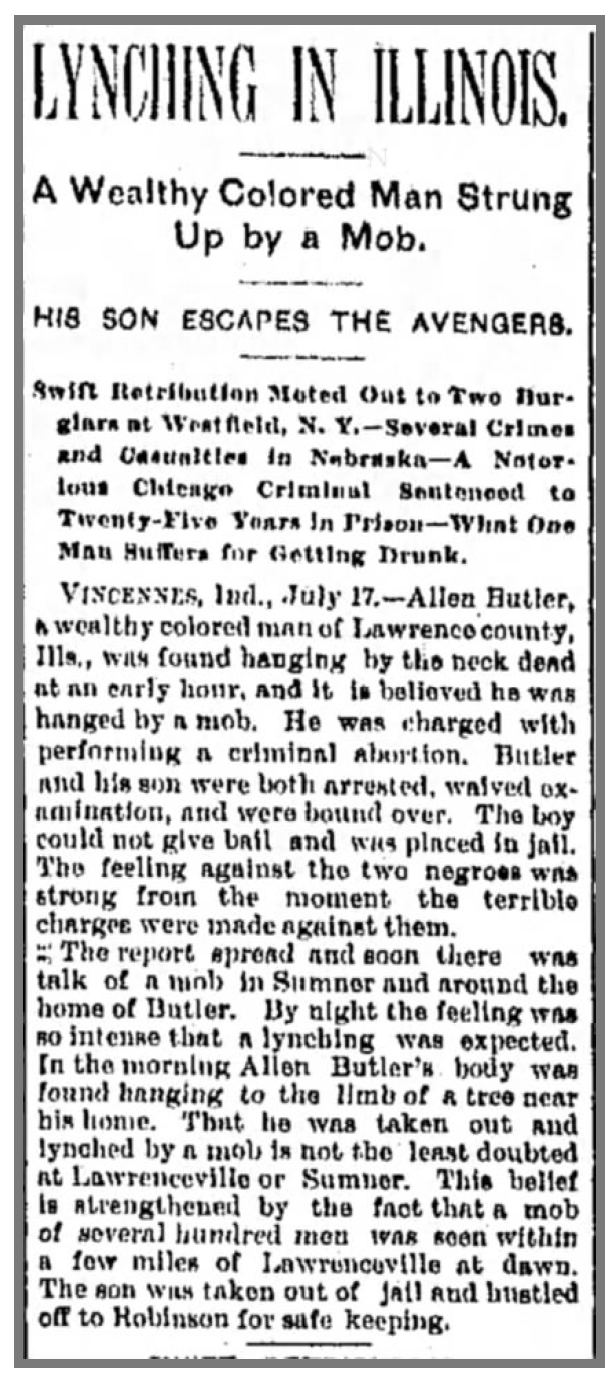 LYNCHING IN ILLINOIS.
A Wealthy Colored Man Strung
Up by a Mob.
HIS SON ESCAPES THE AVENGERS.
Swift Retribution Meted Out to Two Bur-
glars at Westfield, N. Y.—Several Crimes
and Casualties in Nebraska—A Notor-
ious Chicago Criminal Sentenced to
Twenty-Five Years in Prison—What One
Man Suffers for Getting Drunk.
VINCENNES, Ind., July 17.—Allen Butler,
a wealthy colored man of Lawrence county,
Ills., was found hanging by the neck dead
at an early hour, and it is believed he was
hanged by a mob. He was charged with
performing a criminal abortion. Butler
and his son were both arrested, waived ex-
amination, and were bound over. The boy
could not give bail and was placed in jail.
The feeling against the two negroes was
strong from the moment the terrible
charges were made against them.
The report spread and soon there was
talk of a mob in Sumner and around the
home of Butler. By night the feeling was
so intense that a lynching was expected.
In the morning Allen Butler's body was
found hanging to the limb of a tree near
his home. That he was taken out and
lynched by a mob is not the least doubted
at Lawrenceville or Sumner. This belief
is strengthened by the fact that a mob
of several hundred men was seen within
a few miles of Lawrenceville at dawn.
The son was taken out of jail and hustled
off to Robinson for safe keeping.